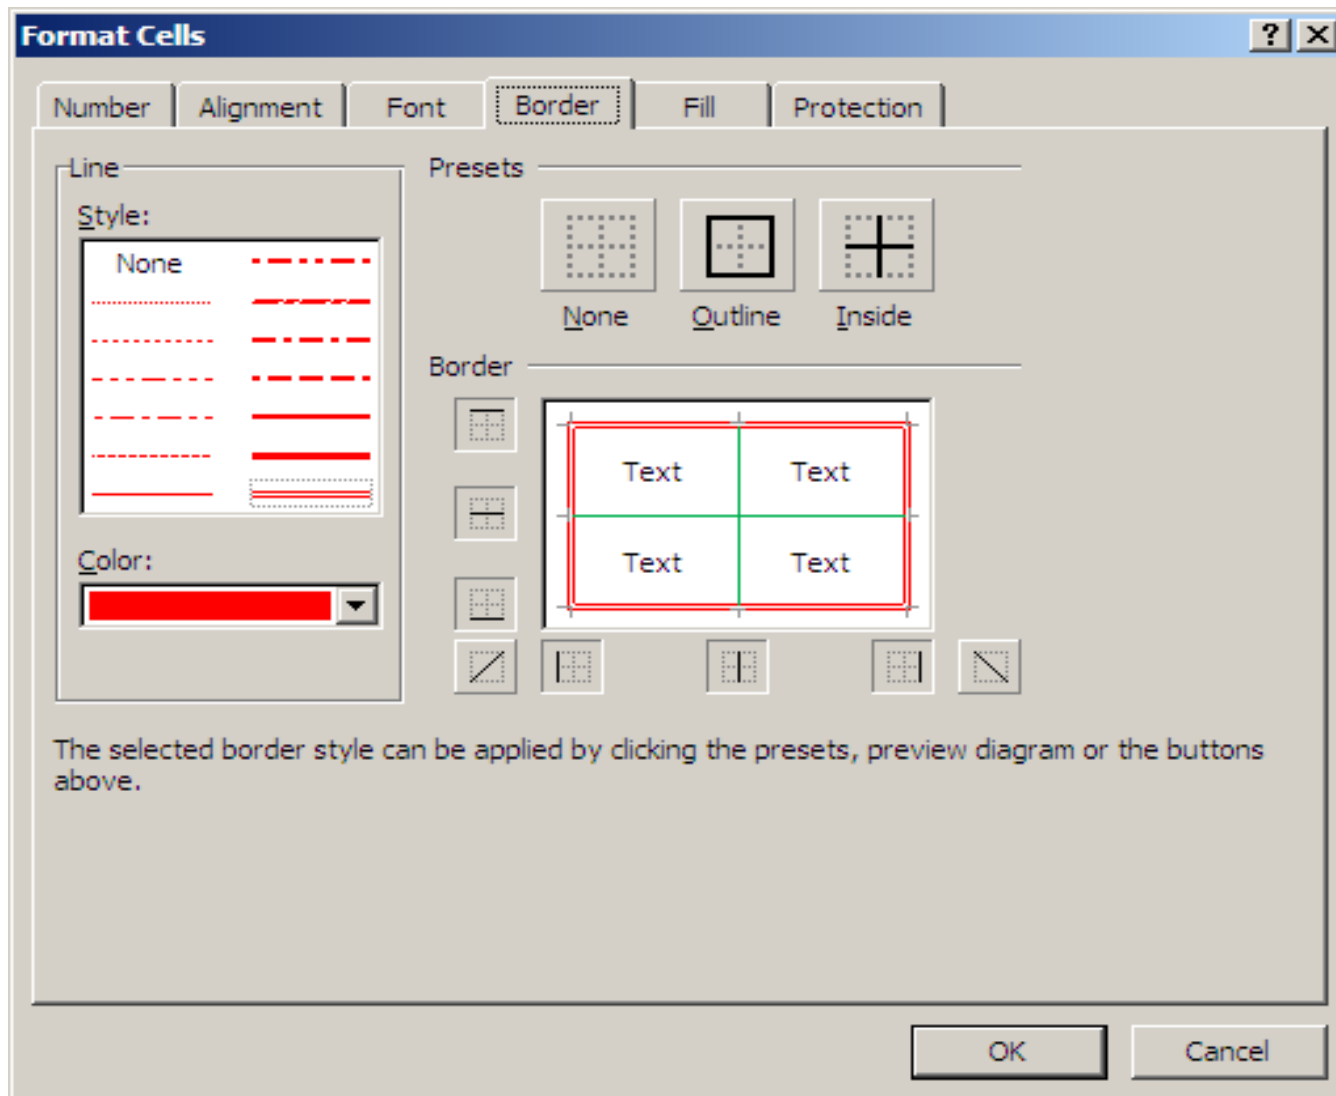 Format Cells
Number Alignment Font Border Fill Protection
Line
Style:
None
Color:
Presets
None Outline Inside
Border
Text Text
Text Text
The selected border style can be applied by clicking the presets, preview diagram or the buttons
above.
OK Cancel